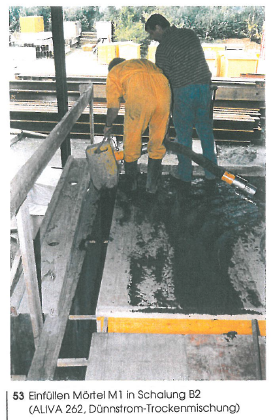 53 Einfüllen Mörtel M1 in Schalung B2
(ALIVA 262, Dünnstrom-Trockenmischung)